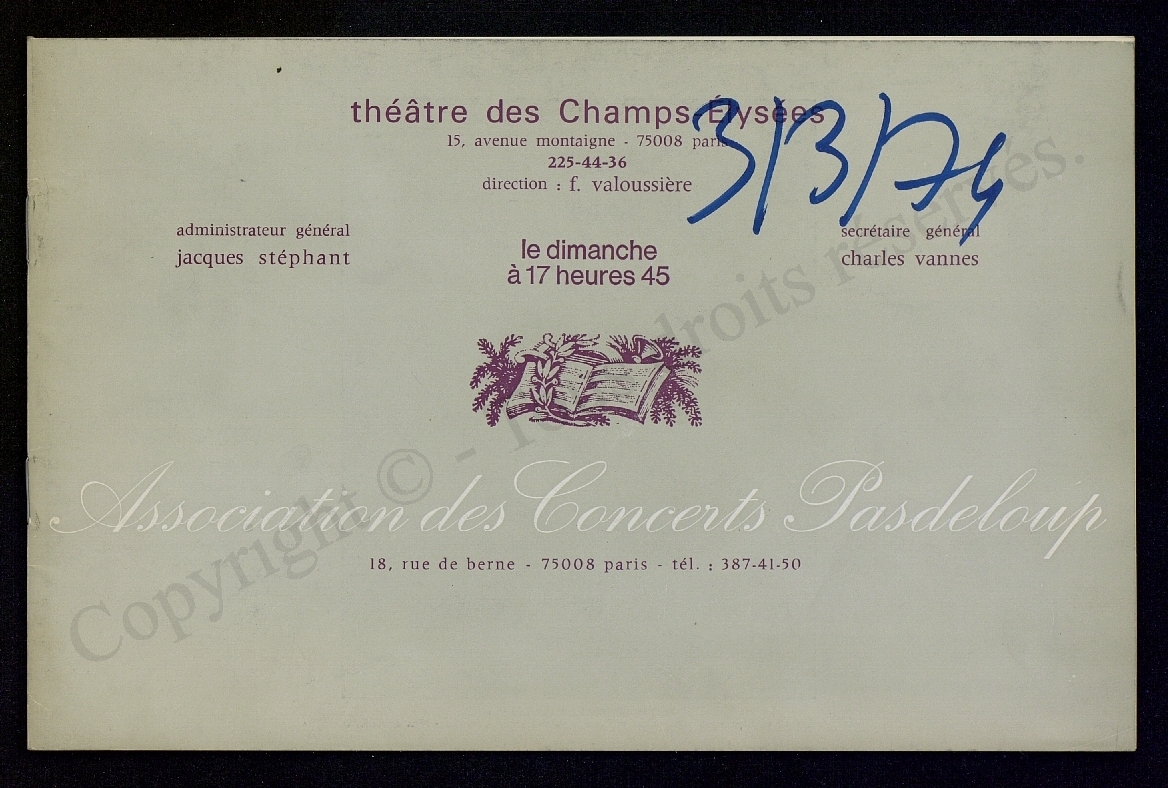 théâtre des Champs-Élysées
15, avenue montaigne - 75008 paris
225-44-36
direction : f. valoussière
3/3/74
administrateur général
jacques stéphant
le dimanche
à 17 heures 45
secrétaire général
charles vannes
Association des Concerts Pasdeloup
18, rue de berne - 75008 paris - tél. : 387-41-50
Copyright © - droits réservés.